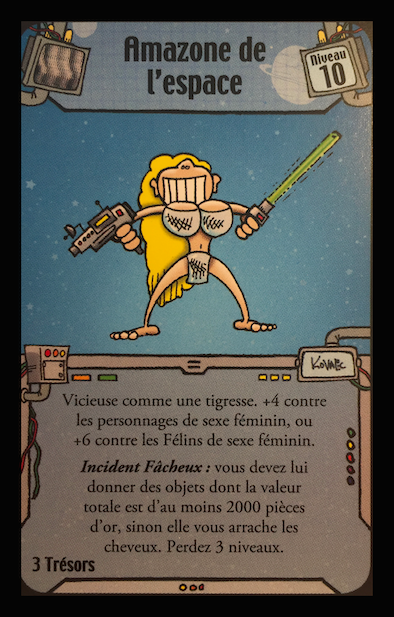 Amazone de
l'espace
Niveau
10
Kovalic
Vicieuse comme une tigresse. +4 contre
les personnages de sexe féminin, ou
+6 contre les Félins de sexe féminin.
Incident Fâcheux : vous devez lui
donner des objets dont la valeur
totale est d'au moins 2000 pièces
d'or, sinon elle vous arrache les
cheveux. Perdez 3 niveaux.
3 Trésors